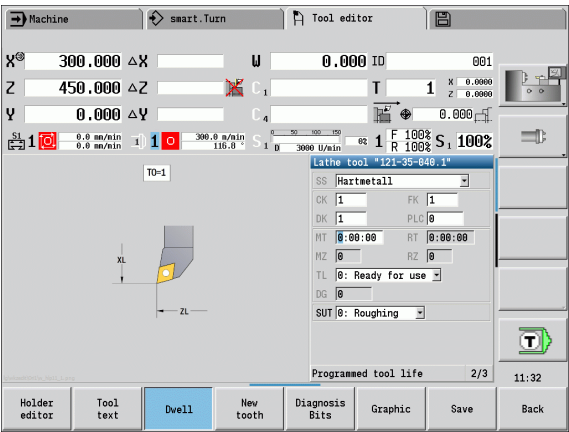 Machine smart.Turn Tool editor
X 300.000 ΔX W 0.000 ID 001
Z 450.000 ΔZ C 1 T 1 X 0.0000
Z 0.0000
Y 0.000 ΔY C 4 0.000
S1 1 0.0 mm/min 1 1 300.0 m/min S 1 0 50 100 150 0% 1 F 100% S1 100%
0.0 mm/min 116.8 ° D 3000 U/min R 100%
T0=1
XL
ZL
Lathe tool "121-35-040.1"
SS Hartmetall
CK 1 FK 1
DK 1 PLC 0
MT 0:00:00 RT 0:00:00
MZ 0 RZ 0
TL 0: Ready for use
DG 0
SUT 0: Roughing
Programmed tool life 2/3
T
11:32
Holder editor
Tool text
Dwell
New tooth
Diagnosis Bits
Graphic
Save
Back